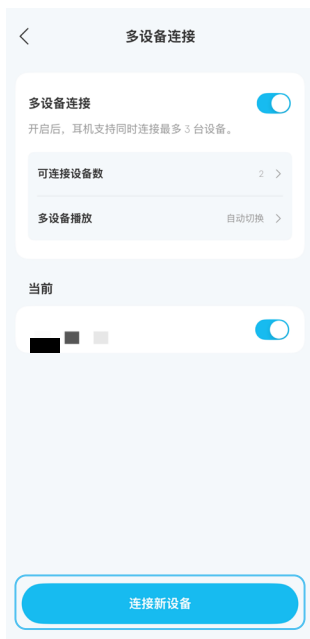 多设备连接
多设备连接
开启后，耳机支持同时连接最多 3 台设备。
可连接设备数
2
多设备播放
自动切换
当前
连接新设备